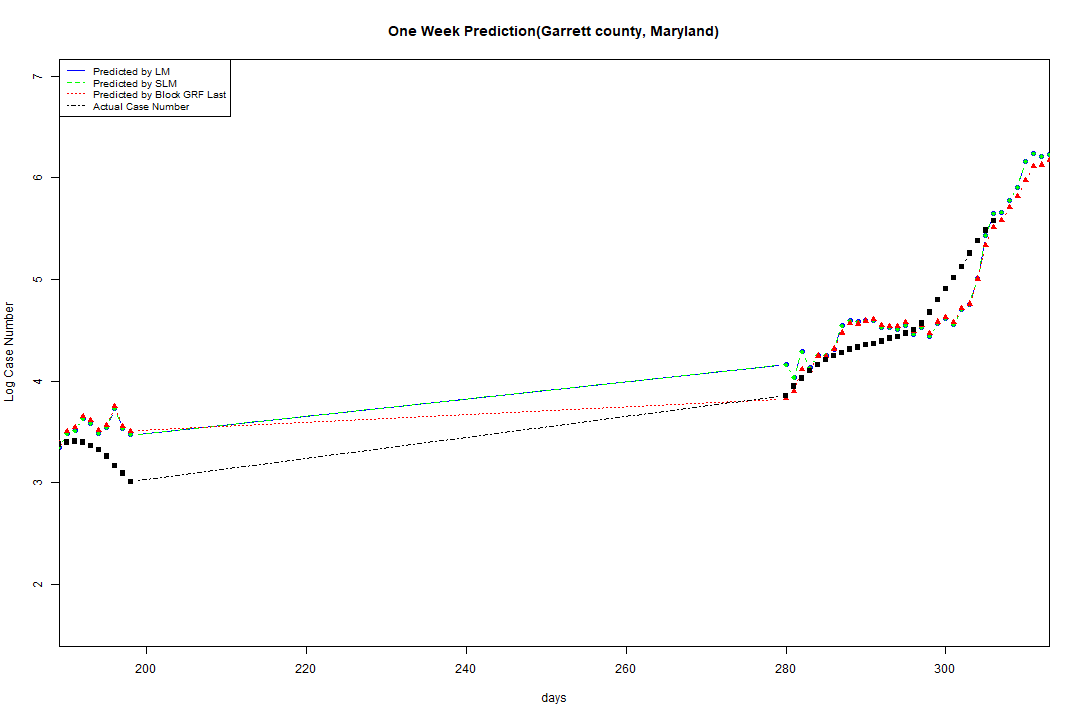 One Week Prediction(Garrett county, Maryland)
Predicted by LM
Predicted by SLM
Predicted by Block GRF Last
Actual Case Number
7
6
5
4
3
2
Log Case Number
200 220 240 260 280 300
days